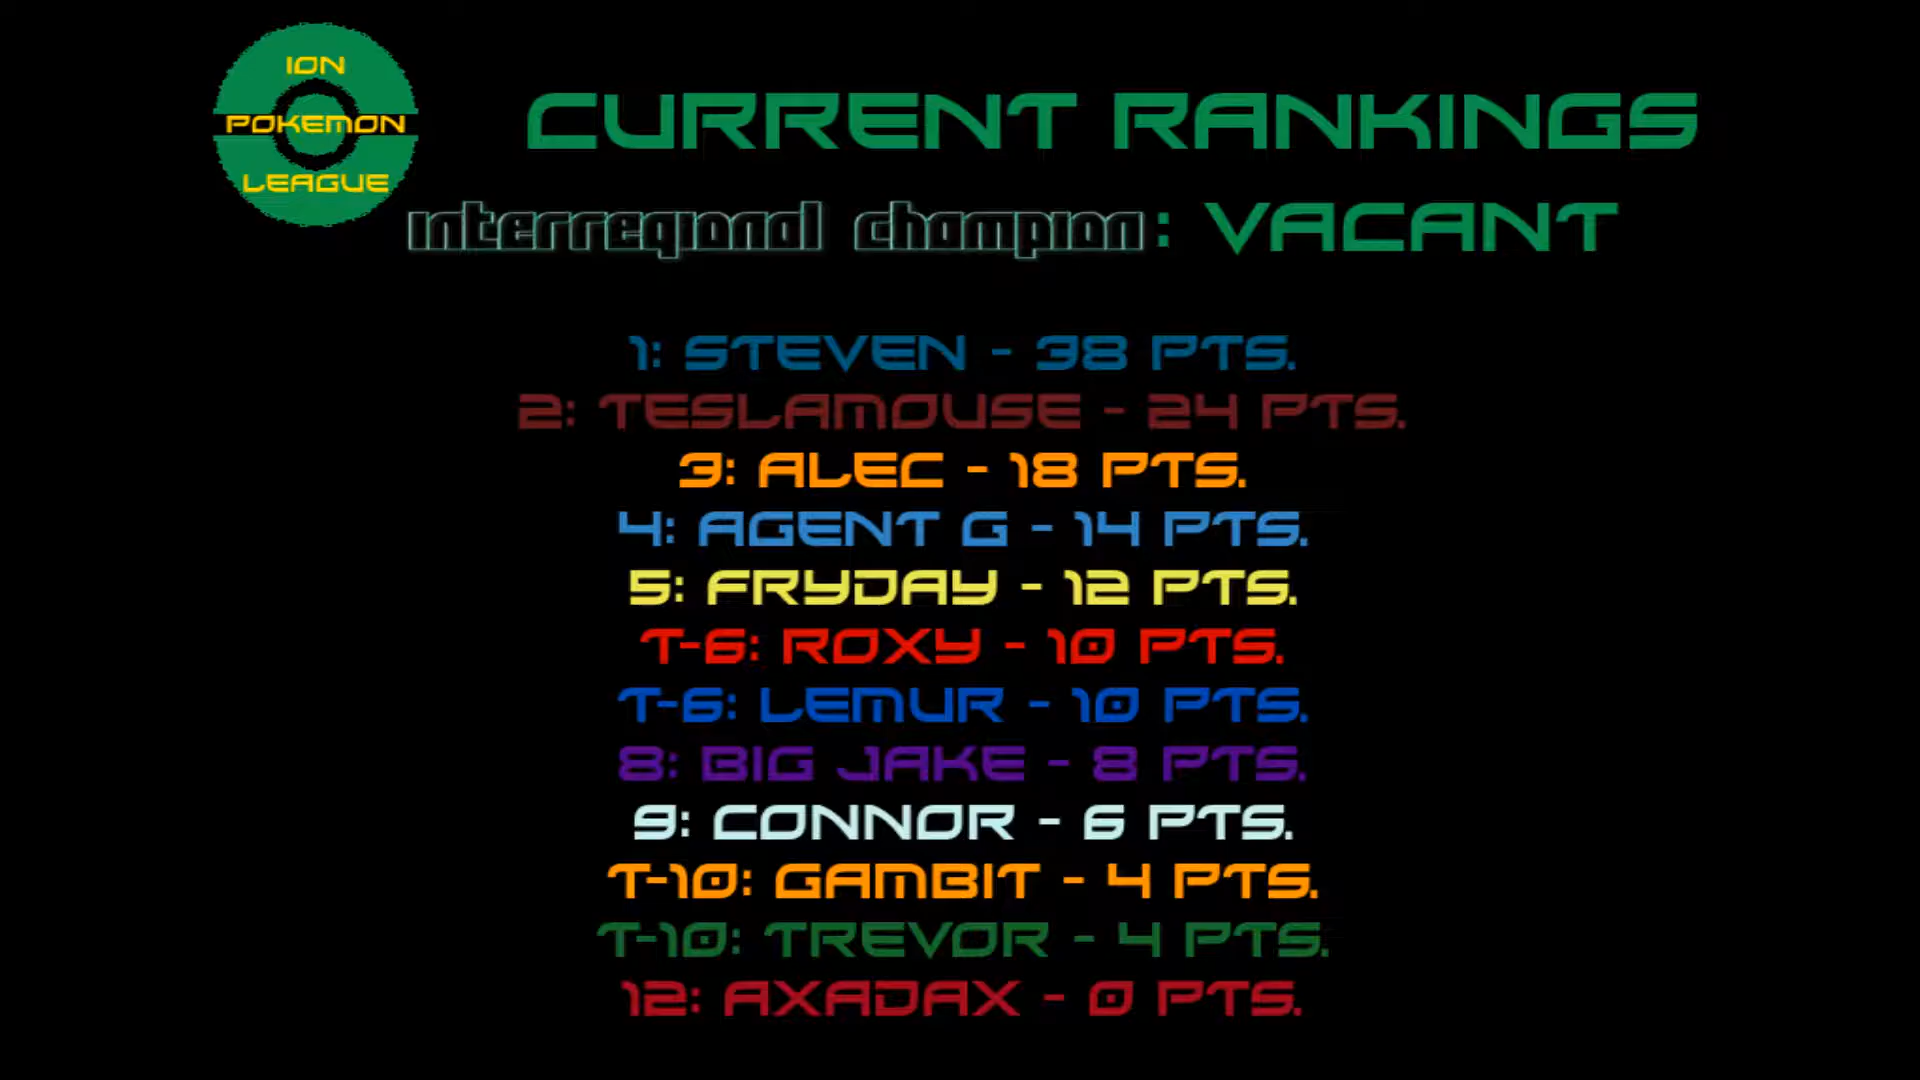 ION
POKEMON
LEAGUE
CURRENT RANKINGS
interregional champion: VACANT
1: STEVEN - 38 PTS.
2: TESLAMOUSE - 24 PTS.
3: ALEC - 18 PTS.
4: AGENT G - 14 PTS.
5: FRYDAY - 12 PTS.
T-6: ROXY - 10 PTS.
T-6: LEMUR - 10 PTS.
8: BIG JAKE - 8 PTS.
9: CONNOR - 6 PTS.
T-10: GAMBIT - 4 PTS.
T-10: TREVOR - 4 PTS.
12: AXADAX - 0 PTS.